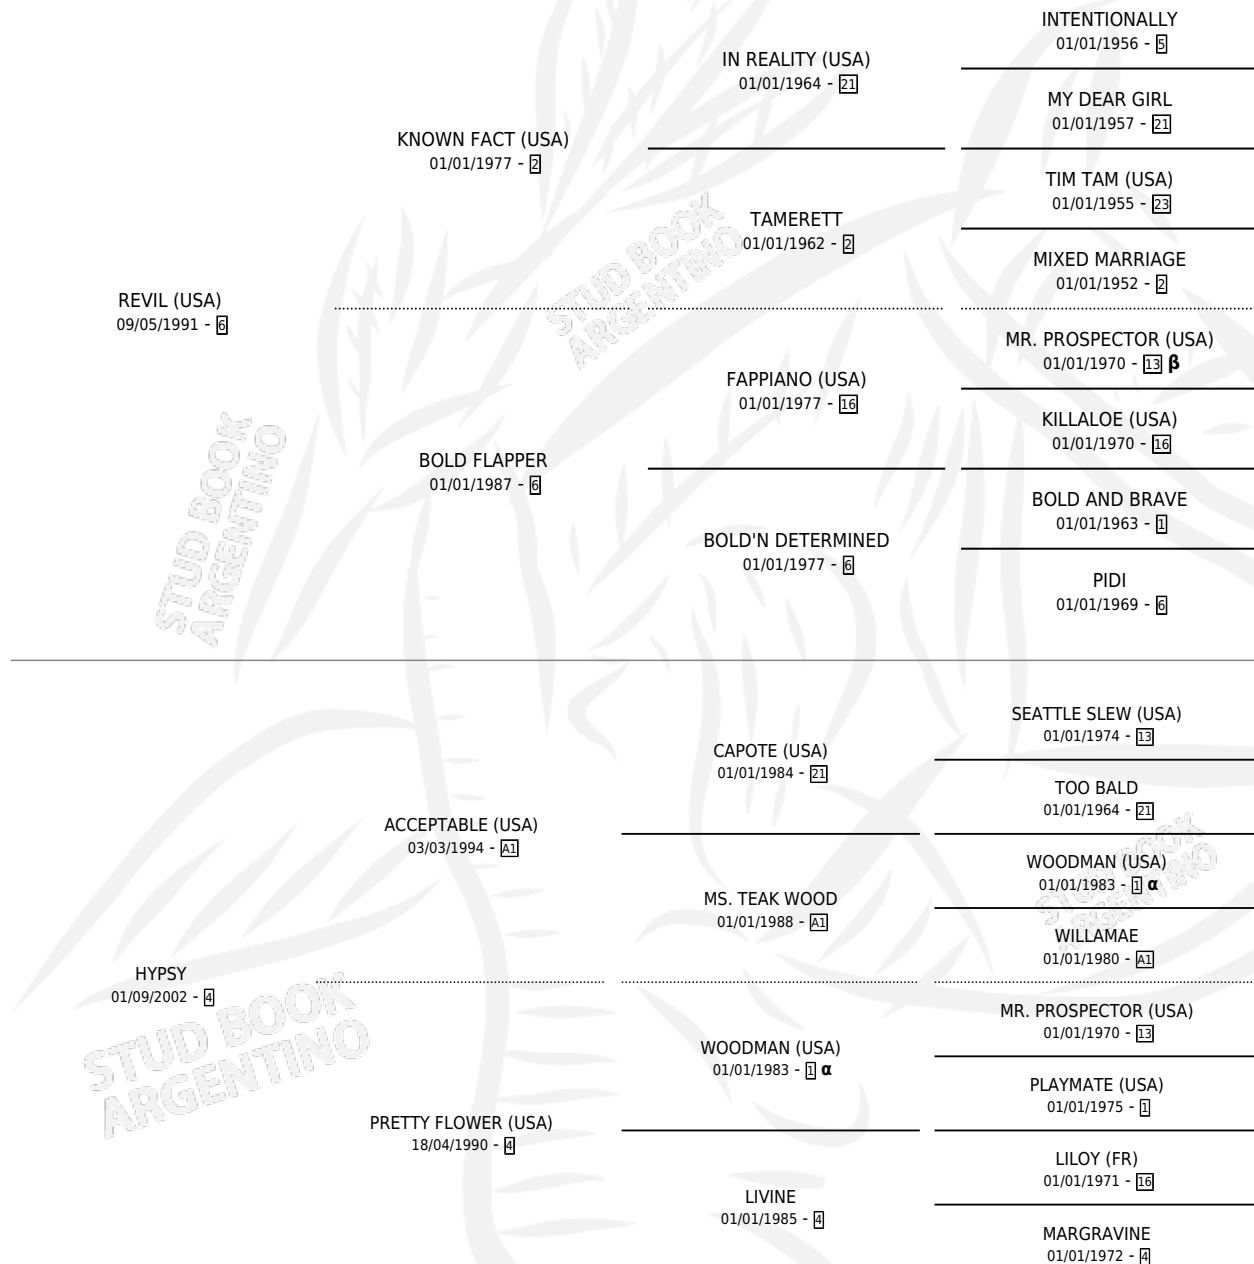 INTENTIONALLY
01/01/1956 - 5
IN REALITY (USA)
01/01/1964 - 21
MY DEAR GIRL
01/01/1957 - 21
KNOWN FACT (USA)
01/01/1977 - 2
TIM TAM (USA)
01/01/1955 - 23
TAMERETT
01/01/1962 - 2
MIXED MARRIAGE
01/01/1952 - 2
REVIL (USA)
09/05/1991 - 6
MR. PROSPECTOR (USA)
01/01/1970 - 13 β
FAPPIANO (USA)
01/01/1977 - 16
KILLALOE (USA)
01/01/1970 - 16
BOLD FLAPPER
01/01/1987 - 6
BOLD AND BRAVE
01/01/1963 - 1
BOLD'N DETERMINED
01/01/1977 - 6
PIDI
01/01/1969 - 6
SEATTLE SLEW (USA)
01/01/1974 - 13
CAPOTE (USA)
01/01/1984 - 21
TOO BALD
01/01/1964 - 21
ACCEPTABLE (USA)
03/03/1994 - A1
WOODMAN (USA)
01/01/1983 - 1 α
MS. TEAK WOOD
01/01/1988 - A1
WILLAMAE
01/01/1980 - A1
HYPSY
01/09/2002 - 4
MR. PROSPECTOR (USA)
01/01/1970 - 13
WOODMAN (USA)
01/01/1983 - 1 α
PLAYMATE (USA)
01/01/1975 - 1
PRETTY FLOWER (USA)
18/04/1990 - 4
LILOY (FR)
01/01/1971 - 16
LIVINE
01/01/1985 - 4
MARGRAVINE
01/01/1972 - 4
STUD BOOK
ARGENTINO
STUD BOOK
ARGENTINO
STUD BOOK
ARGENTINO
STUD BOOK
ARGENTINO